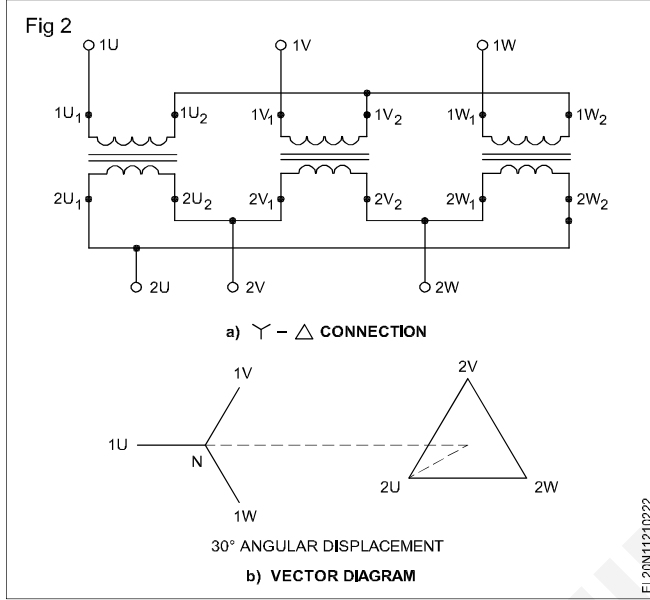 Fig 2
1U 1V 1W
1U1 1U2 1V1 1V2 1W1 1W2
2U1 2U2 2V1 2V2 2W1 2W2
2U 2V 2W
a) Y – △ CONNECTION
1V 2V
1U N
2U 2W
1W
30° ANGULAR DISPLACEMENT
b) VECTOR DIAGRAM
EL20N11210222